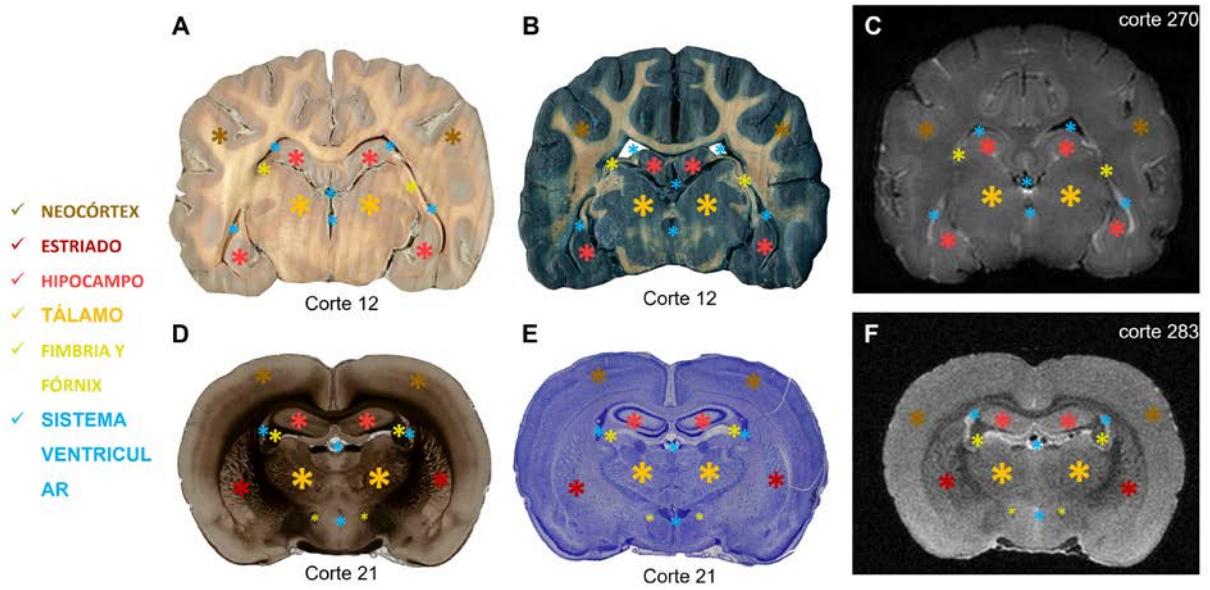 A
B
C
corte 270
✓ NEOCÓRTEX
✓ ESTRIADO
✓ HIPOCAMPO
✓ TÁLAMO
✓ FIMBRIA Y
FÓRNIX
✓ SISTEMA
VENTRICUL
AR
Corte 12
Corte 12
D
E
F
corte 283
Corte 21
Corte 21